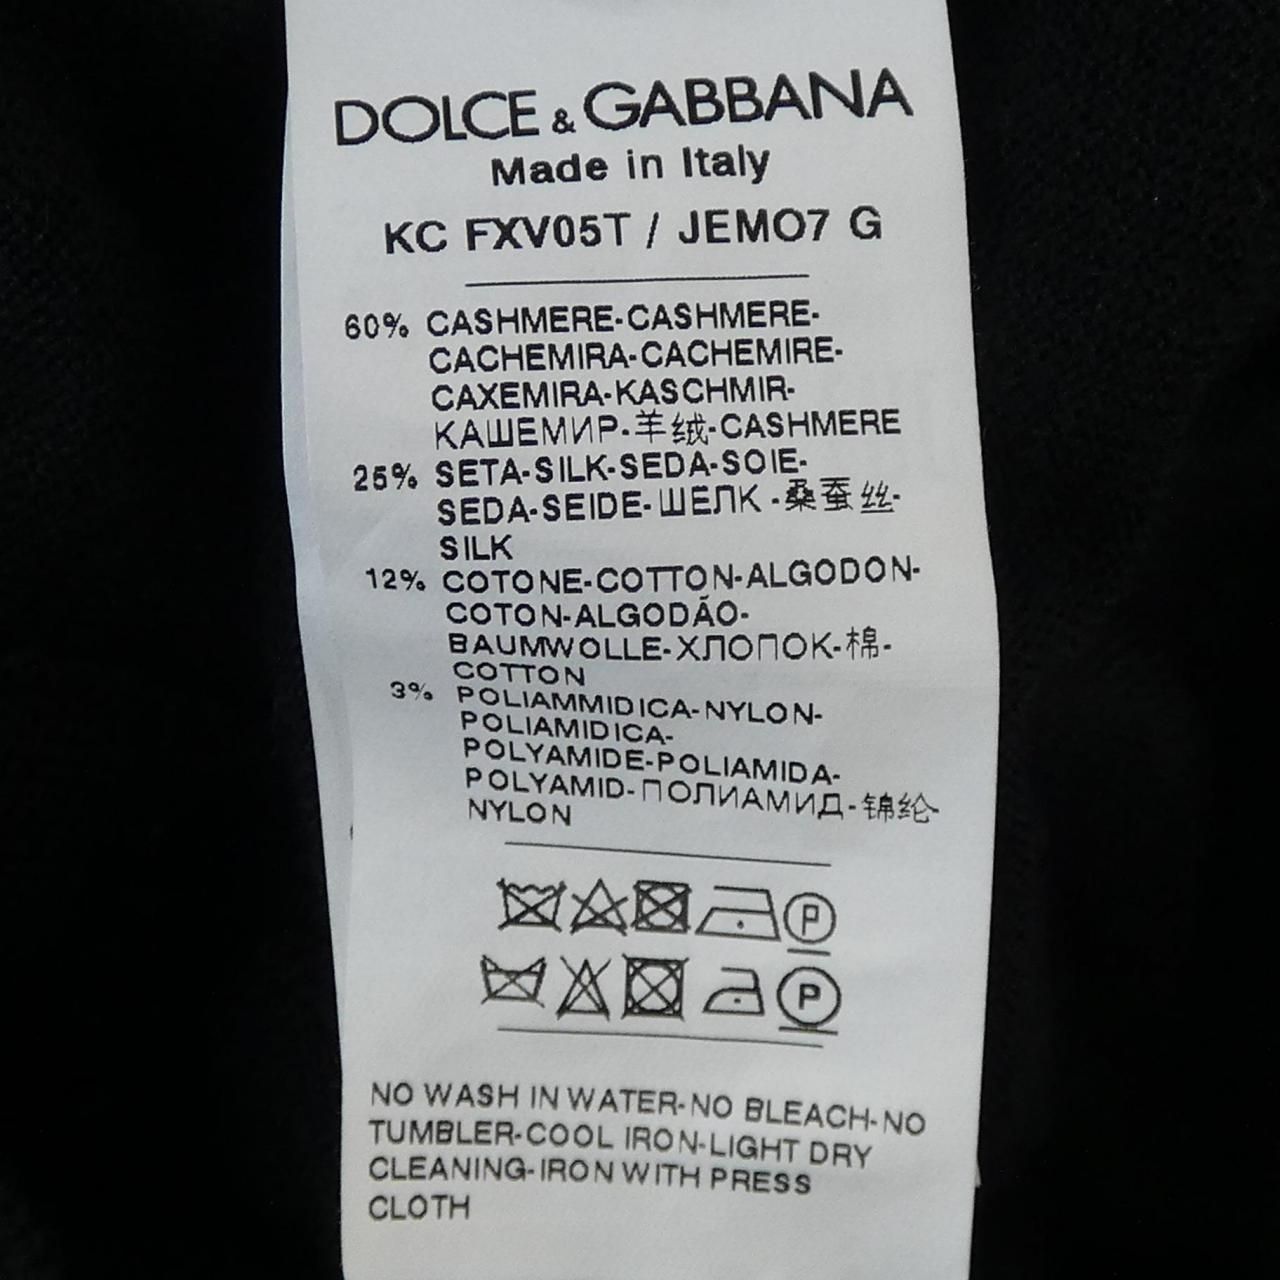 DOLCE & GABBANA
Made in Italy
KC FXV05T / JEMO7 G
60% CASHMERE-CASHMERE-
CACHEMIRA-CACHEMIRE-
CAXEMIRA-KASCHMIR-
КАШЕМИР-羊绒-CASHMERE
25% SETA-SILK-SEDA-SOIE-
SEDA-SEIDE-ШЕЛК-桑蚕丝-
SILK
12% COTONE-COTTON-ALGODON-
COTON-ALGODÃO-
BAUMWOLLE-ХЛОПОК-棉-
COTTON
3% POLIAMMIDICA-NYLON-
POLIAMIDICA-
POLYAMIDE-POLIAMIDA-
POLYAMID-ПОЛИАМИД-锦纶-
NYLON
P
P
NO WASH IN WATER-NO BLEACH-NO
TUMBLER-COOL IRON-LIGHT DRY
CLEANING-IRON WITH PRESS
CLOTH